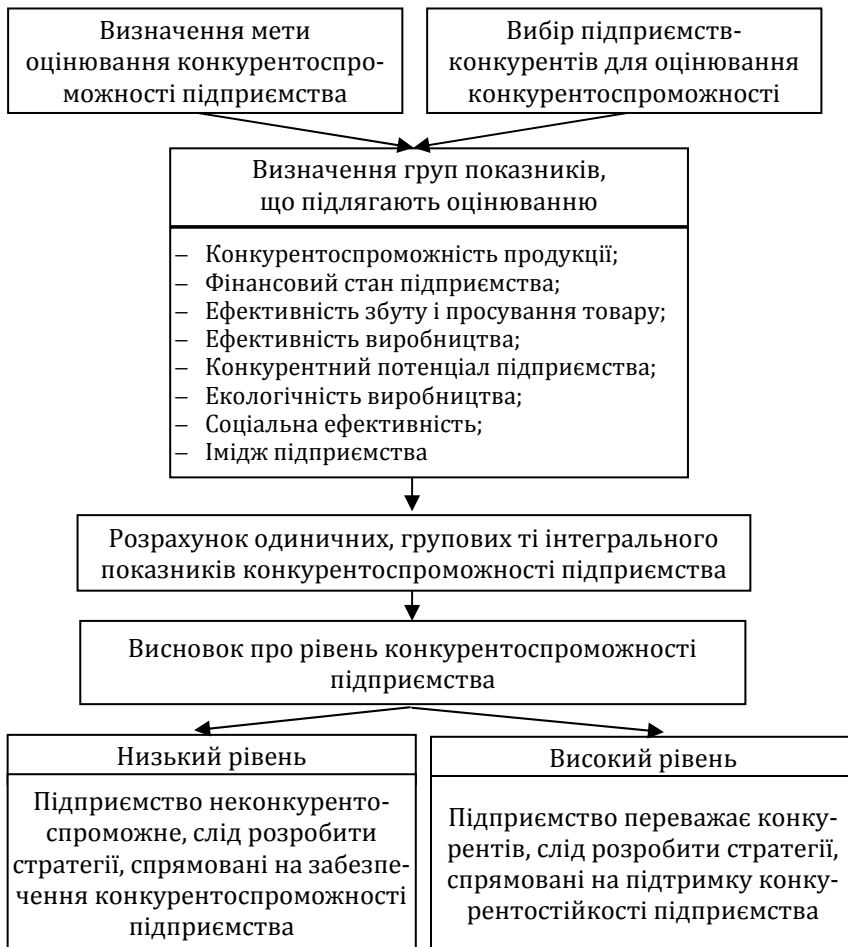 Визначення мети
оцінювання конкурентоспро-
можності підприємства
Вибір підприємств-
конкурентів для оцінювання
конкурентоспроможності
Визначення груп показників,
що підлягають оцінюванню
– Конкурентоспроможність продукції;
– Фінансовий стан підприємства;
– Ефективність збуту і просування товару;
– Ефективність виробництва;
– Конкурентний потенціал підприємства;
– Екологічність виробництва;
– Соціальна ефективність;
– Імідж підприємства
Розрахунок одиничних, групових ті інтегрального
показників конкурентоспроможності підприємства
Висновок про рівень конкурентоспроможності
підприємства
Низький рівень
Підприємство неконкуренто-
спроможне, слід розробити
стратегії, спрямовані на забезпе-
чення конкурентоспроможності
підприємства
Високий рівень
Підприємство переважає конку-
рентів, слід розробити стратегії,
спрямовані на підтримку конку-
рентостійкості підприємства